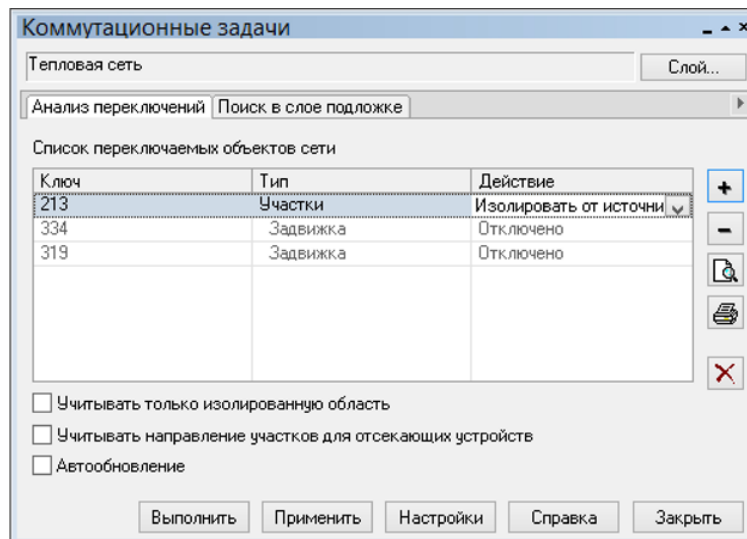 Коммутационные задачи
Тепловая сеть
Слой...
Анализ переключений Поиск в слое подложке
Список переключаемых объектов сети
Ключ Тип Действие
213 Участки Изолировать от источни
334 Задвижка Отключено
319 Задвижка Отключено
Учитывать только изолированную область
Учитывать направление участков для отсекающих устройств
Автообновление
Выполнить Применить Настройки Справка Закрыть